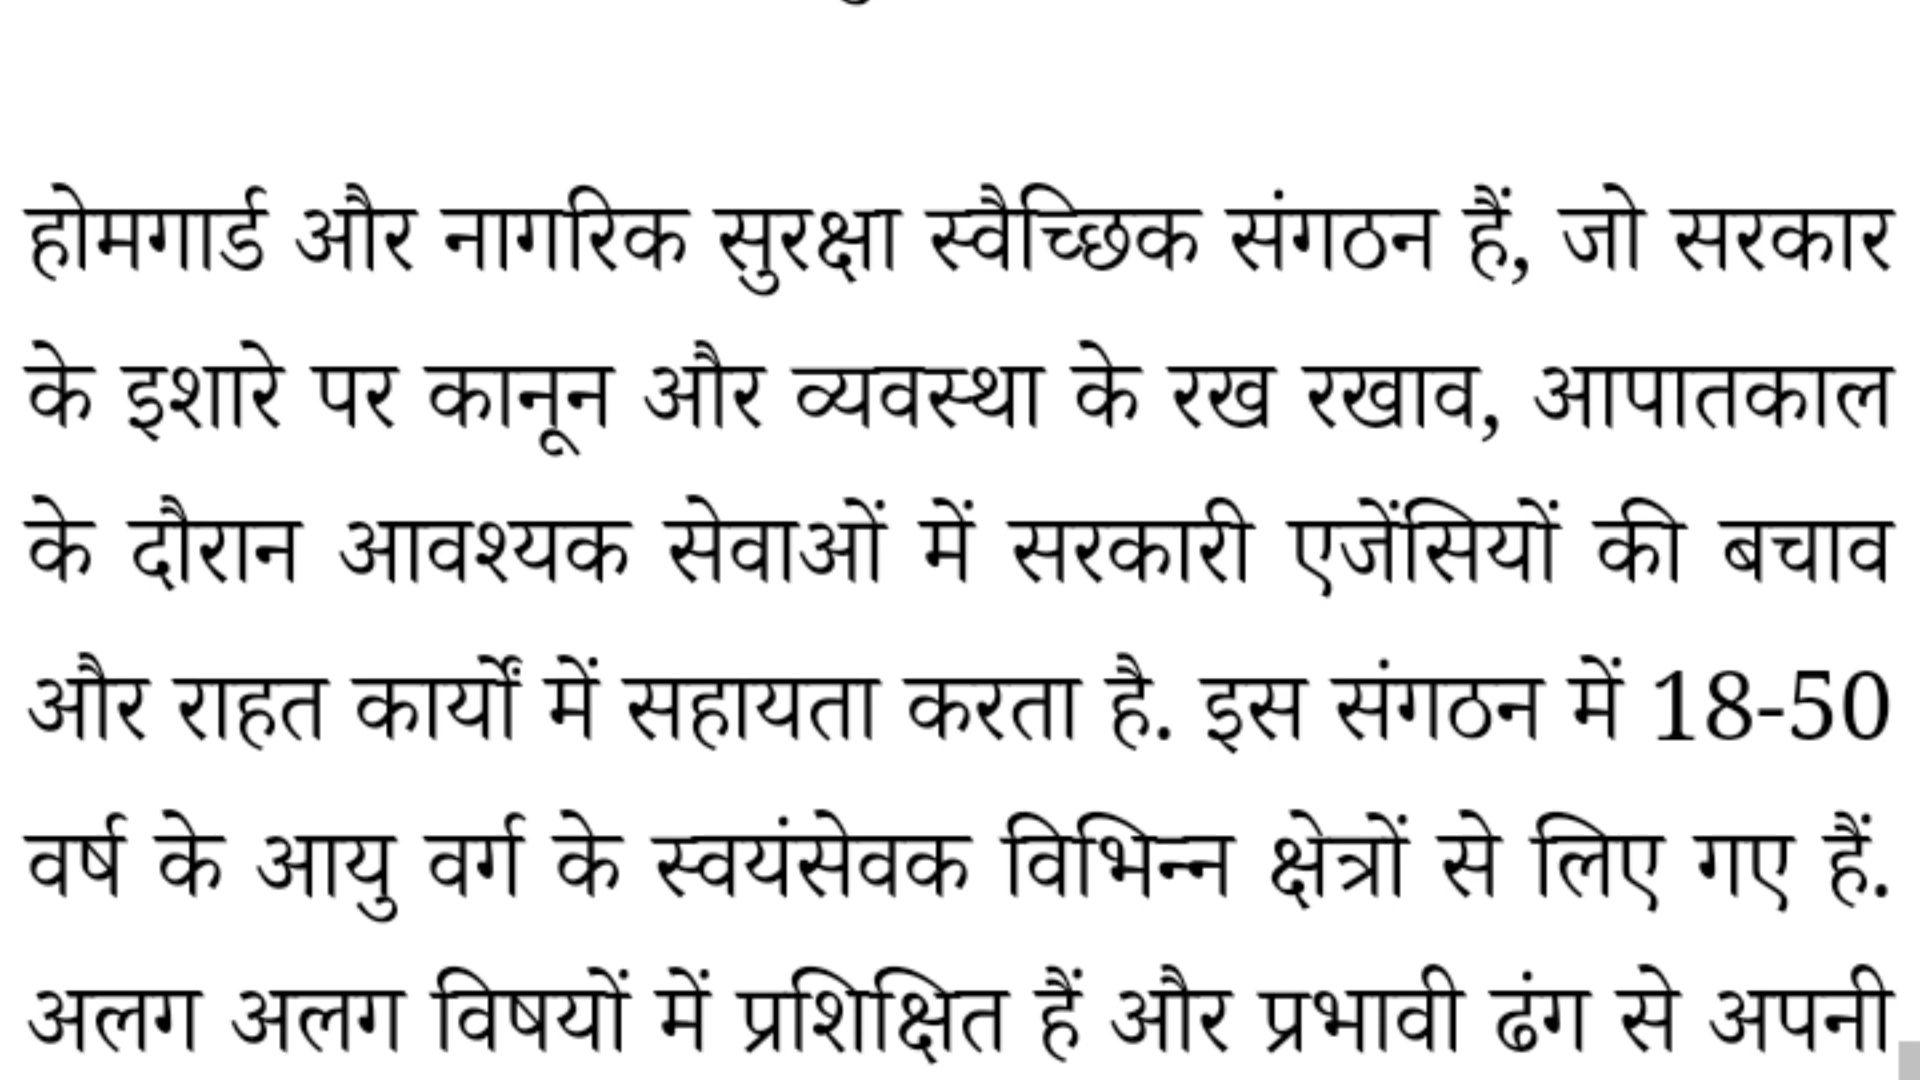 होमगार्ड और नागरिक सुरक्षा स्वैच्छिक संगठन हैं, जो सरकार
के इशारे पर कानून और व्यवस्था के रख रखाव, आपातकाल
के दौरान आवश्यक सेवाओं में सरकारी एजेंसियों की बचाव
और राहत कार्यों में सहायता करता है. इस संगठन में 18-50
वर्ष के आयु वर्ग के स्वयंसेवक विभिन्न क्षेत्रों से लिए गए हैं.
अलग अलग विषयों में प्रशिक्षित हैं और प्रभावी ढंग से अपनी